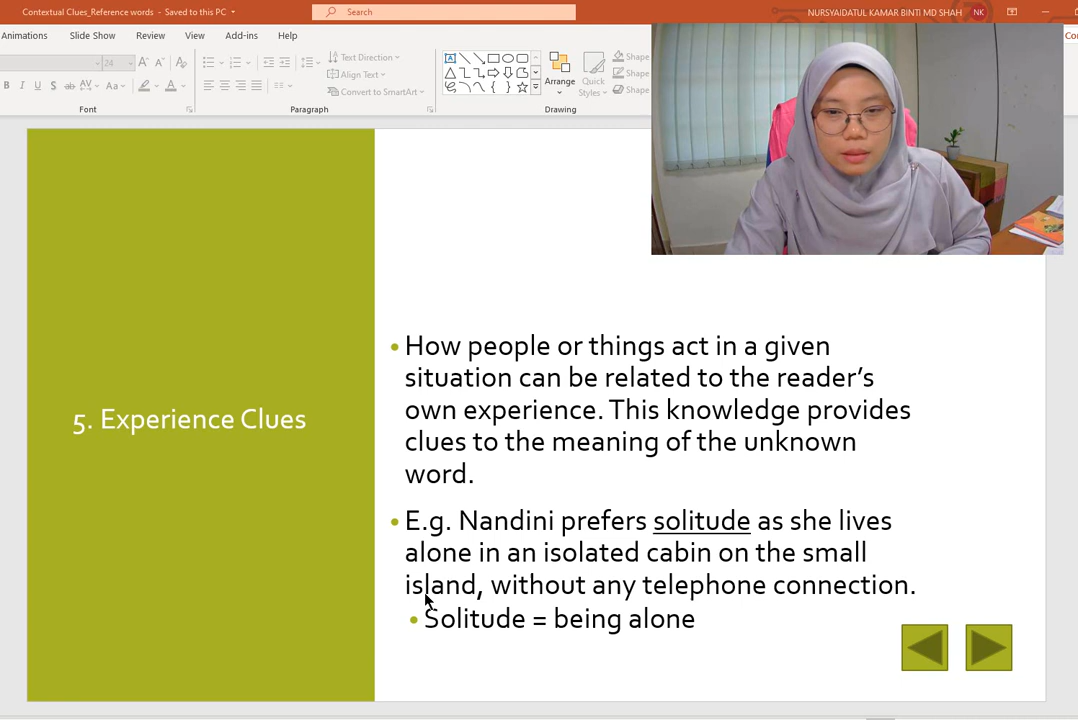 Contextual Clues_Reference words - Saved to this PC
Search
NURSYAIDATUL KAMAR BINTI MD SHAH
NK
Animations
Slide Show
Review
View
Add-ins
Help
24
Text Direction
Align Text
Convert to SmartArt
Arrange
Quick Styles
Shape
Shape
Shape
Font
Paragraph
Drawing
5. Experience Clues
• How people or things act in a given
situation can be related to the reader's
own experience. This knowledge provides
clues to the meaning of the unknown
word.
• E.g. Nandini prefers solitude as she lives
alone in an isolated cabin on the small
island, without any telephone connection.
• Solitude = being alone